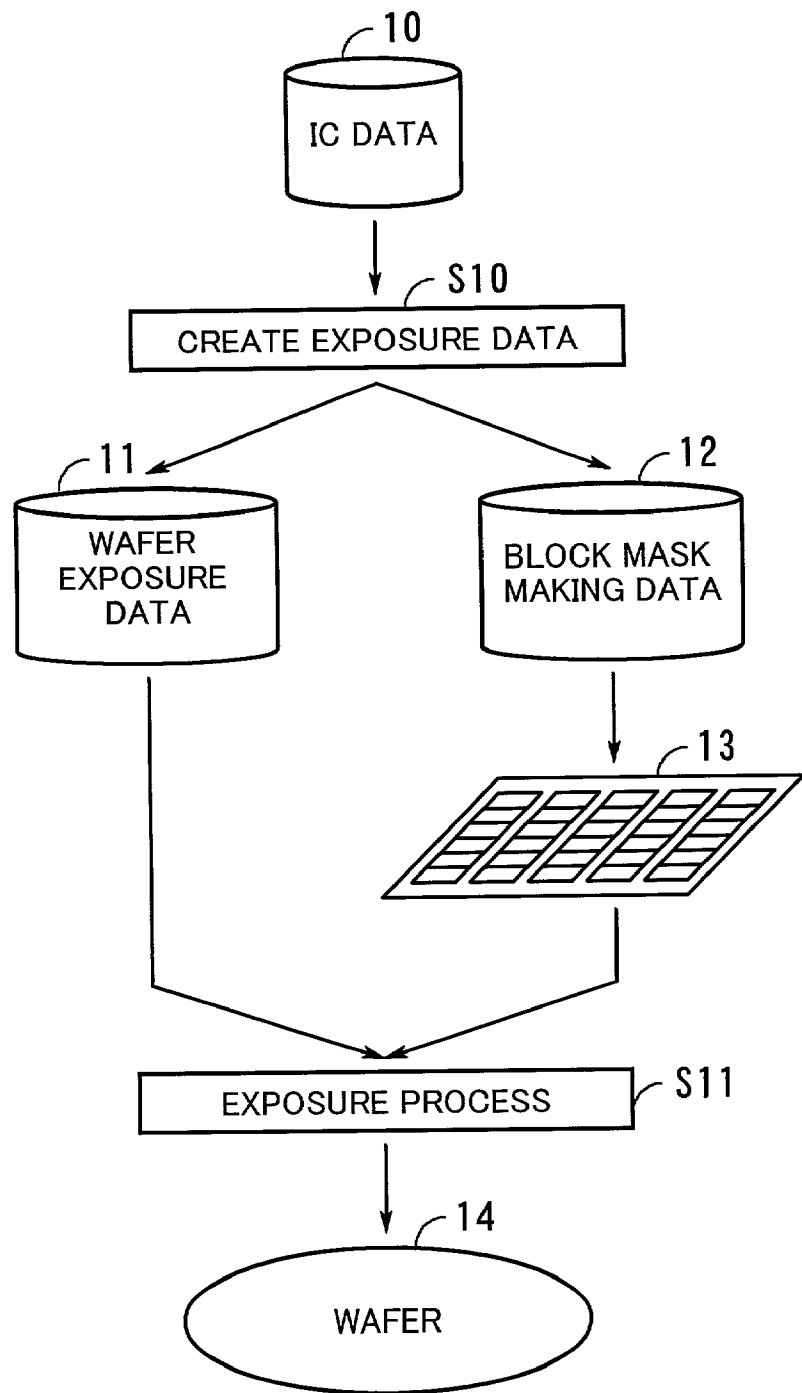 10
IC DATA
S10
CREATE EXPOSURE DATA
11
WAFER
EXPOSURE
DATA
12
BLOCK MASK
MAKING DATA
13
EXPOSURE PROCESS
S11
14
WAFER